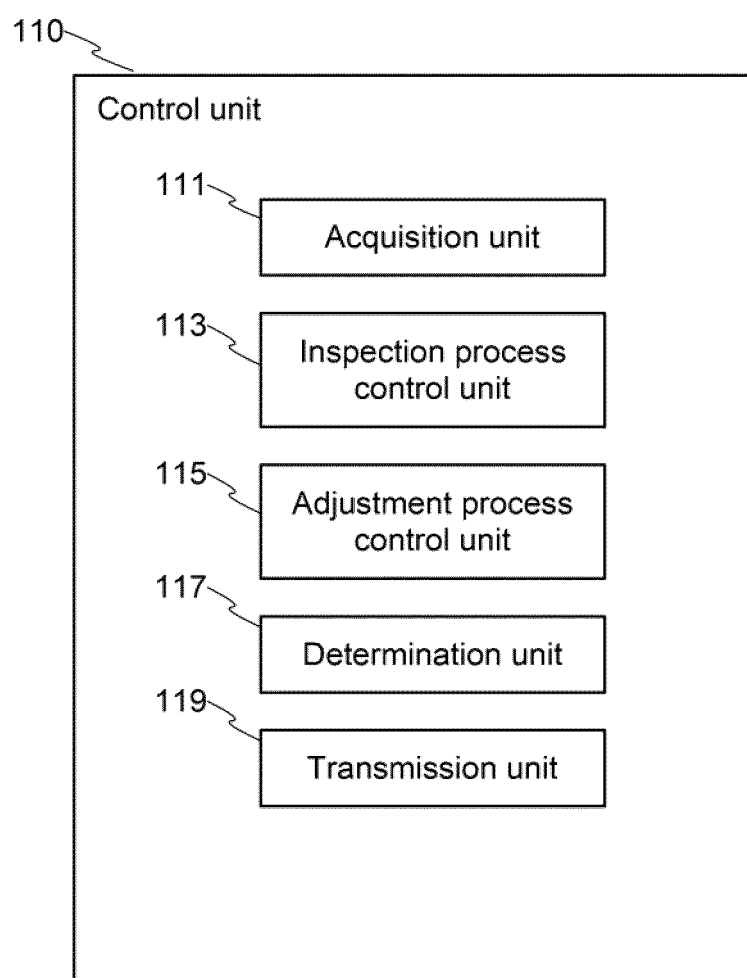 110
Control unit
111
Acquisition unit
113
Inspection process
control unit
115
Adjustment process
control unit
117
Determination unit
119
Transmission unit